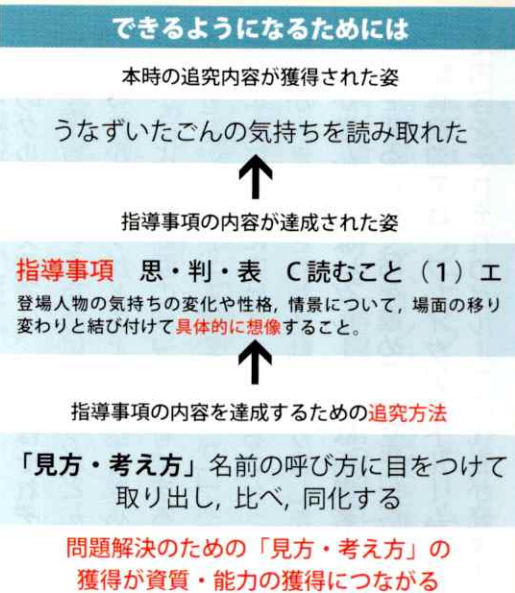 できるようになるためには
本時の追究内容が獲得された姿
うなずいたごんの気持ちを読み取れた
指導事項の内容が達成された姿
指導事項　思・判・表　C読むこと（1）エ
登場人物の気持ちの変化や性格，情景について，場面の移り
変わりと結び付けて具体的に想像すること。
指導事項の内容を達成するための追究方法
「見方・考え方」名前の呼び方に目をつけて
取り出し，比べ，同化する
問題解決のための「見方・考え方」の
獲得が資質・能力の獲得につながる